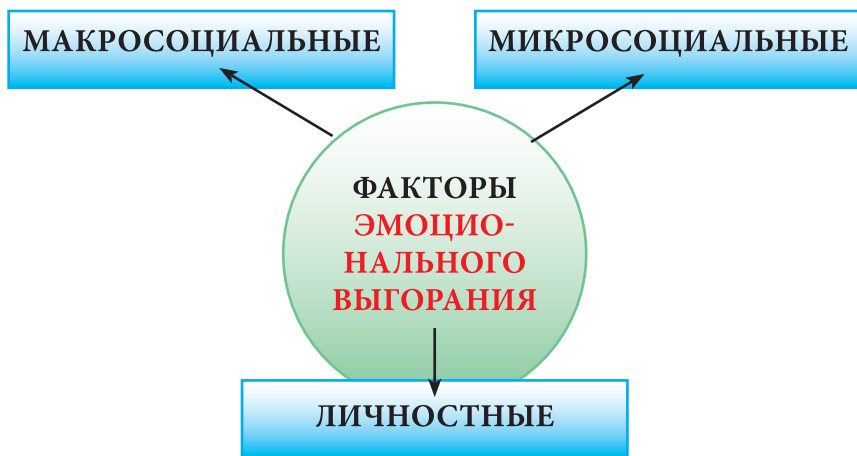 МАКРОСОЦИАЛЬНЫЕ
МИКРОСОЦИАЛЬНЫЕ
ФАКТОРЫ
ЭМОЦИО-
НАЛЬНОГО
ВЫГОРАНИЯ
ЛИЧНОСТНЫЕ